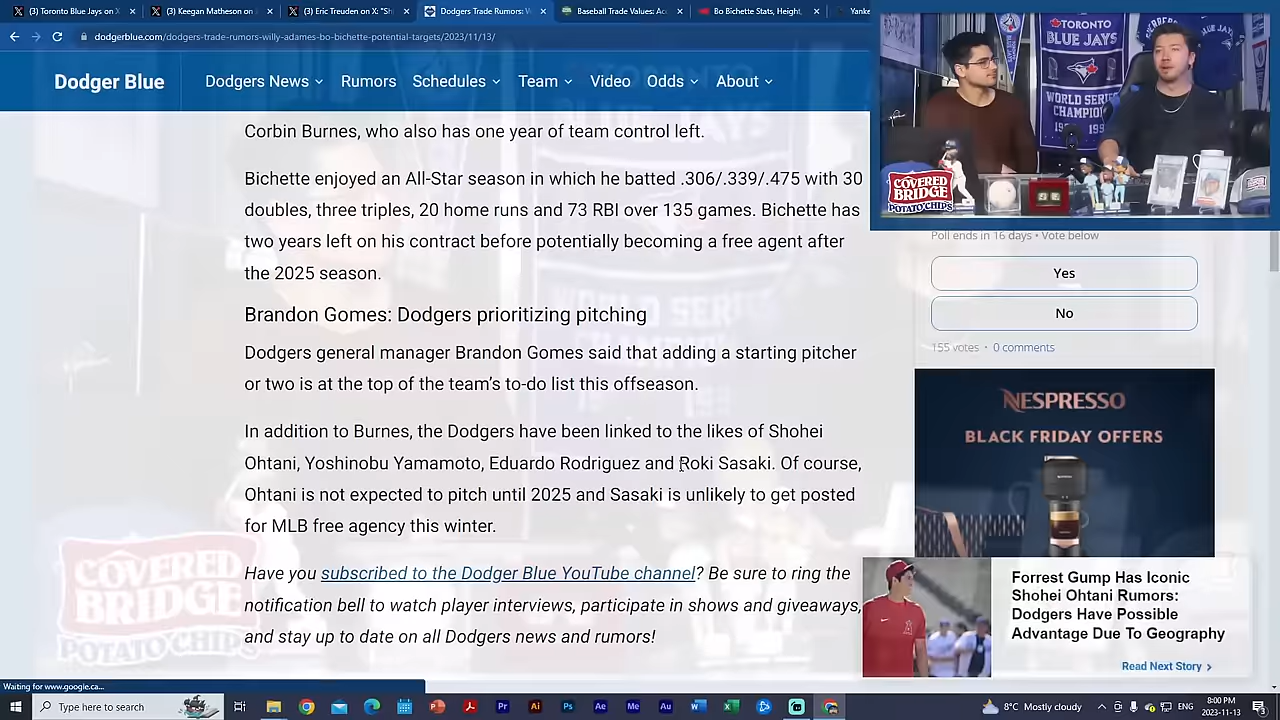 (3) Dodgers Toronto Blue Jays on X
(3) Keegan Matheson on
(3) Eric Treuden on X: "Sh
Dodgers Trade Rumors: W
Baseball Trade Values: Acc
Bo Bichette Stats, Height,
Yanke
dodgerblue.com/dodgers-trade-rumors-willy-adames-bo-bichette-potential-targets/2023/11/13/
Dodger Blue
Dodgers News
Rumors
Schedules
Team
Video
Odds
About
TORONTO
BLUE JAYS
WORLD SERIES
COVERED
BRIDGE
POTATO CHIPS
Corbin Burnes, who also has one year of team control left.
Bichette enjoyed an All-Star season in which he batted .306/.339/.475 with 30
doubles, three triples, 20 home runs and 73 RBI over 135 games. Bichette has
two years left on his contract before potentially becoming a free agent after
the 2025 season.
Brandon Gomes: Dodgers prioritizing pitching
Dodgers general manager Brandon Gomes said that adding a starting pitcher
or two is at the top of the team's to-do list this offseason.
In addition to Burnes, the Dodgers have been linked to the likes of Shohei
Ohtani, Yoshinobu Yamamoto, Eduardo Rodriguez and Roki Sasaki. Of course,
Ohtani is not expected to pitch until 2025 and Sasaki is unlikely to get posted
for MLB free agency this winter.
Have you subscribed to the Dodger Blue YouTube channel? Be sure to ring the
notification bell to watch player interviews, participate in shows and giveaways,
and stay up to date on all Dodgers news and rumors!
Poll ends in 16 days • Vote below
Yes
No
155 votes • 0 comments
NESPRESSO
BLACK FRIDAY OFFERS
Forrest Gump Has Iconic
Shohei Ohtani Rumors:
Dodgers Have Possible
Advantage Due To Geography
Read Next Story
COVERED
BRIDGE
POTATO CHIPS
Waiting for www.google.ca...
Type here to search
8°C Mostly cloudy
8:00 PM
2023-11-13